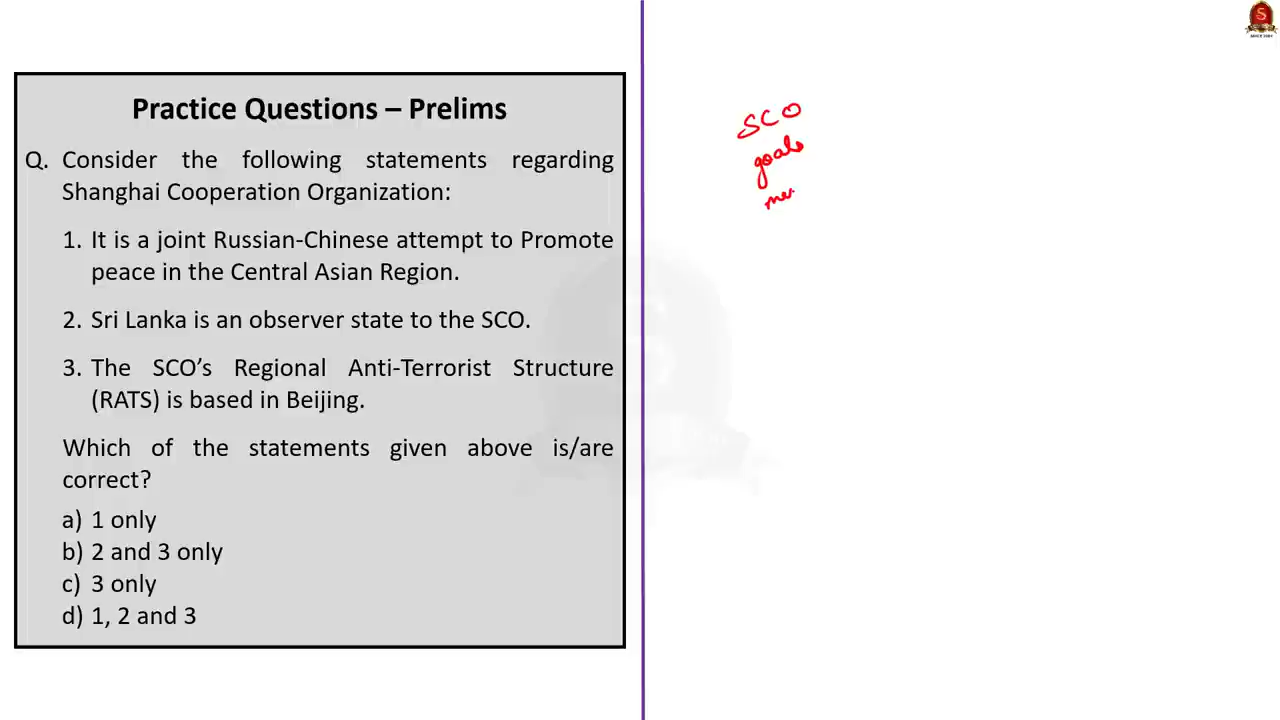 Practice Questions – Prelims
Q. Consider the following statements regarding
Shanghai Cooperation Organization:
1. It is a joint Russian-Chinese attempt to Promote
peace in the Central Asian Region.
2. Sri Lanka is an observer state to the SCO.
3. The SCO’s Regional Anti-Terrorist Structure
(RATS) is based in Beijing.
Which of the statements given above is/are
correct?
a) 1 only
b) 2 and 3 only
c) 3 only
d) 1, 2 and 3
SCO
goals
S